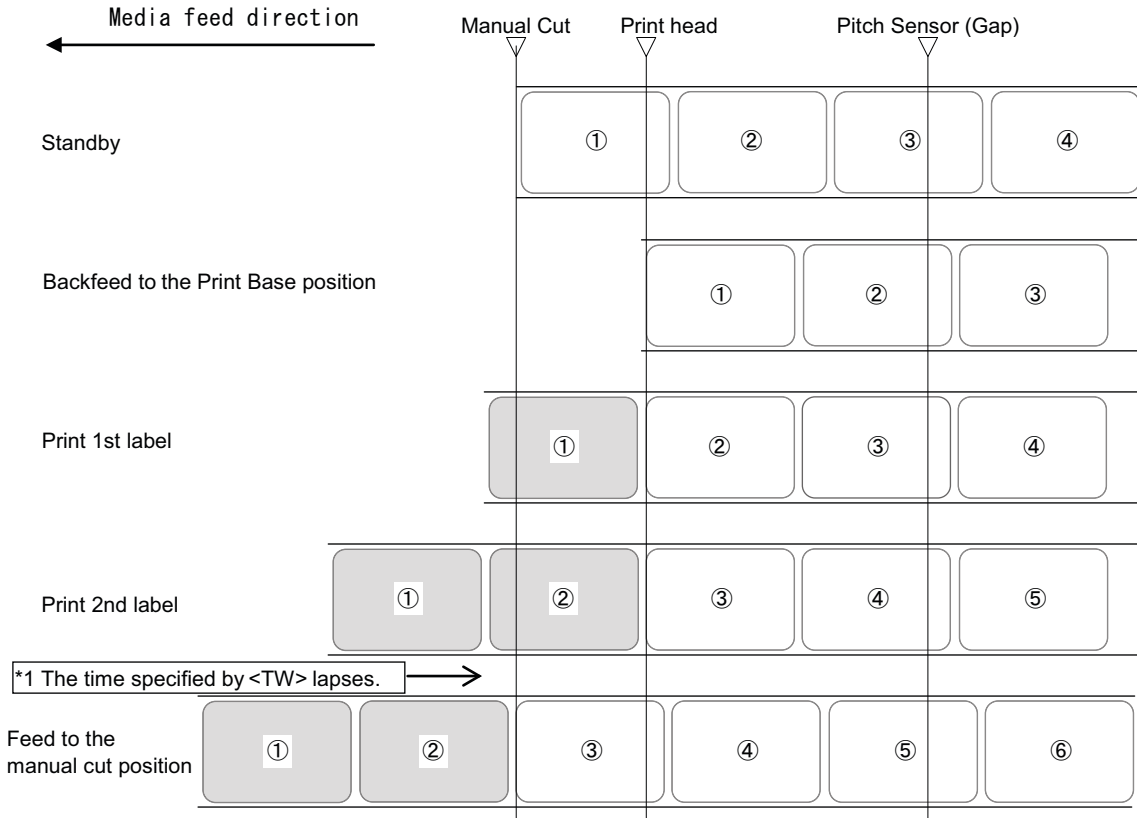 Media feed direction
Manual Cut Print head Pitch Sensor (Gap)
Standby
① ② ③ ④
Backfeed to the Print Base position
① ② ③
Print 1st label
① ② ③ ④
Print 2nd label
① ② ③ ④ ⑤
*1 The time specified by <TW> lapses.
Feed to the
manual cut position
① ② ③ ④ ⑤ ⑥